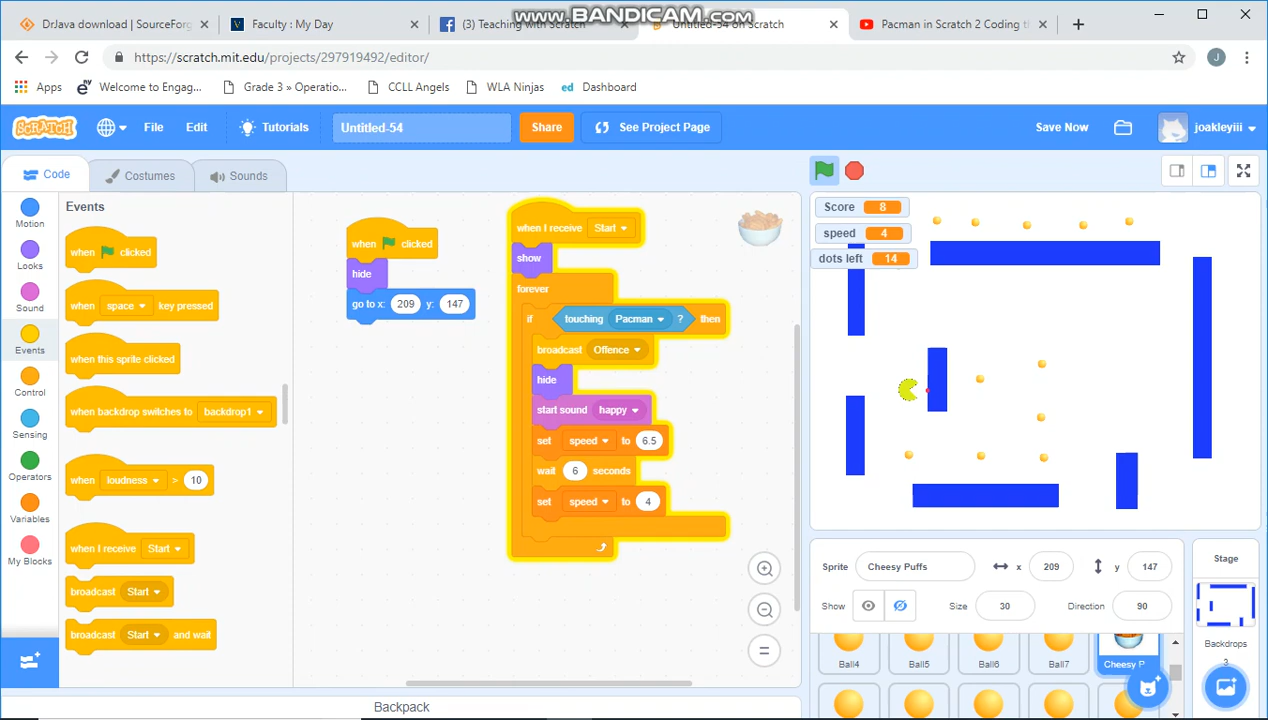 www.BANDICAM.com
DrJava download | SourceForg
Faculty : My Day
(3) Teaching with Scratch
Untitled-54 on Scratch
Pacman in Scratch 2 Coding t
https://scratch.mit.edu/projects/297919492/editor/
J
Apps
Welcome to Engag...
Grade 3 » Operatio...
CCLL Angels
WLA Ninjas
ed Dashboard
SCRATCH
File
Edit
Tutorials
Untitled-54
Share
See Project Page
Save Now
joakleyiii
Code
Costumes
Sounds
Motion
Looks
Sound
Events
Control
Sensing
Operators
Variables
My Blocks
Events
when clicked
when space key pressed
when this sprite clicked
when backdrop switches to backdrop1
when loudness > 10
when I receive Start
broadcast Start
broadcast Start and wait
when clicked
hide
go to x: 209 y: 147
when I receive Start
show
forever
if touching Pacman ? then
broadcast Offence
hide
start sound happy
set speed to 6.5
wait 6 seconds
set speed to 4
Score 8
speed 4
dots left 14
Sprite Cheesy Puffs x 209 y 147
Show Size 30 Direction 90
Ball4
Ball5
Ball6
Ball7
Cheesy P
Stage
Backdrops
3
Backpack